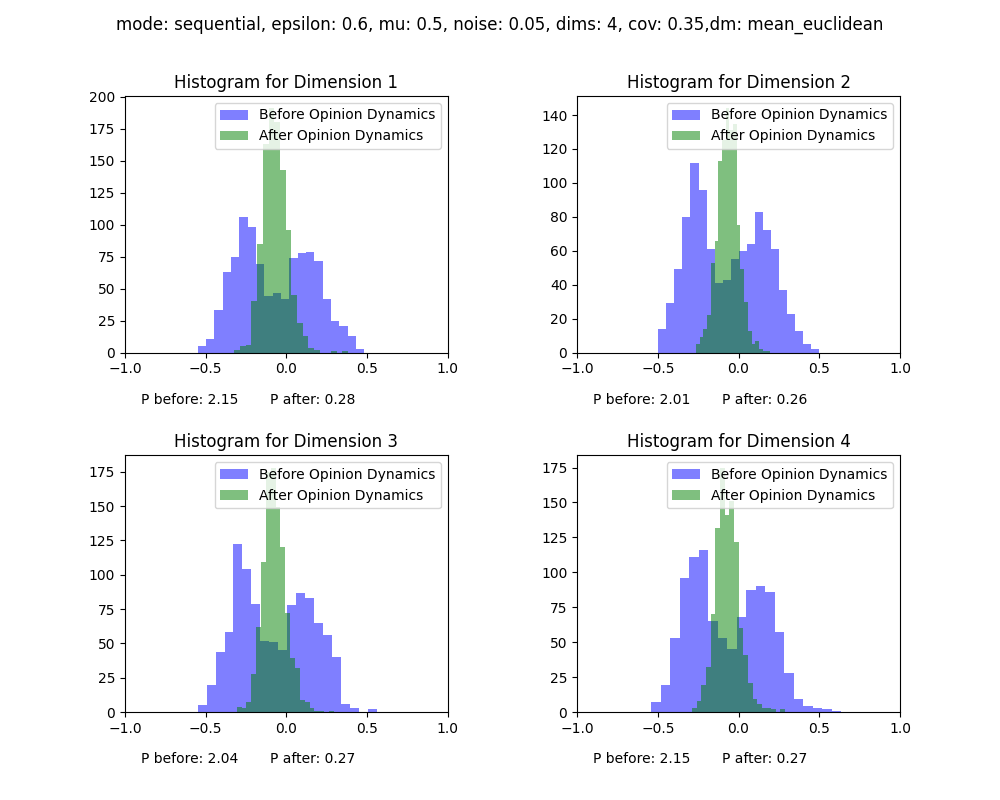 mode: sequential, epsilon: 0.6, mu: 0.5, noise: 0.05, dims: 4, cov: 0.35,dm: mean_euclidean
Histogram for Dimension 1
Before Opinion Dynamics
After Opinion Dynamics
200
175
150
125
100
75
50
25
0
−1.0 −0.5 0.0 0.5 1.0
P before: 2.15 P after: 0.28
Histogram for Dimension 2
Before Opinion Dynamics
After Opinion Dynamics
140
120
100
80
60
40
20
0
−1.0 −0.5 0.0 0.5 1.0
P before: 2.01 P after: 0.26
Histogram for Dimension 3
Before Opinion Dynamics
After Opinion Dynamics
175
150
125
100
75
50
25
0
−1.0 −0.5 0.0 0.5 1.0
P before: 2.04 P after: 0.27
Histogram for Dimension 4
Before Opinion Dynamics
After Opinion Dynamics
175
150
125
100
75
50
25
0
−1.0 −0.5 0.0 0.5 1.0
P before: 2.15 P after: 0.27